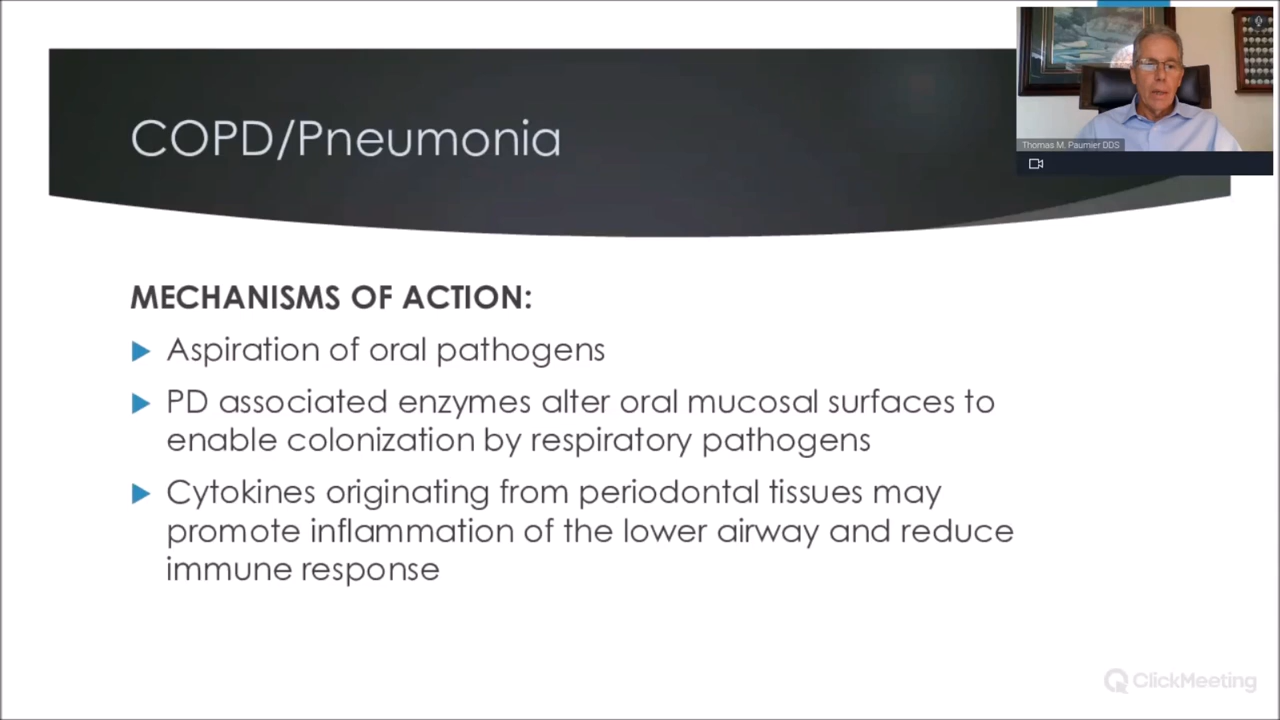 COPD/Pneumonia
Thomas M. Paumier DDS
MECHANISMS OF ACTION:
Aspiration of oral pathogens
PD associated enzymes alter oral mucosal surfaces to
enable colonization by respiratory pathogens
Cytokines originating from periodontal tissues may
promote inflammation of the lower airway and reduce
immune response
ClickMeeting